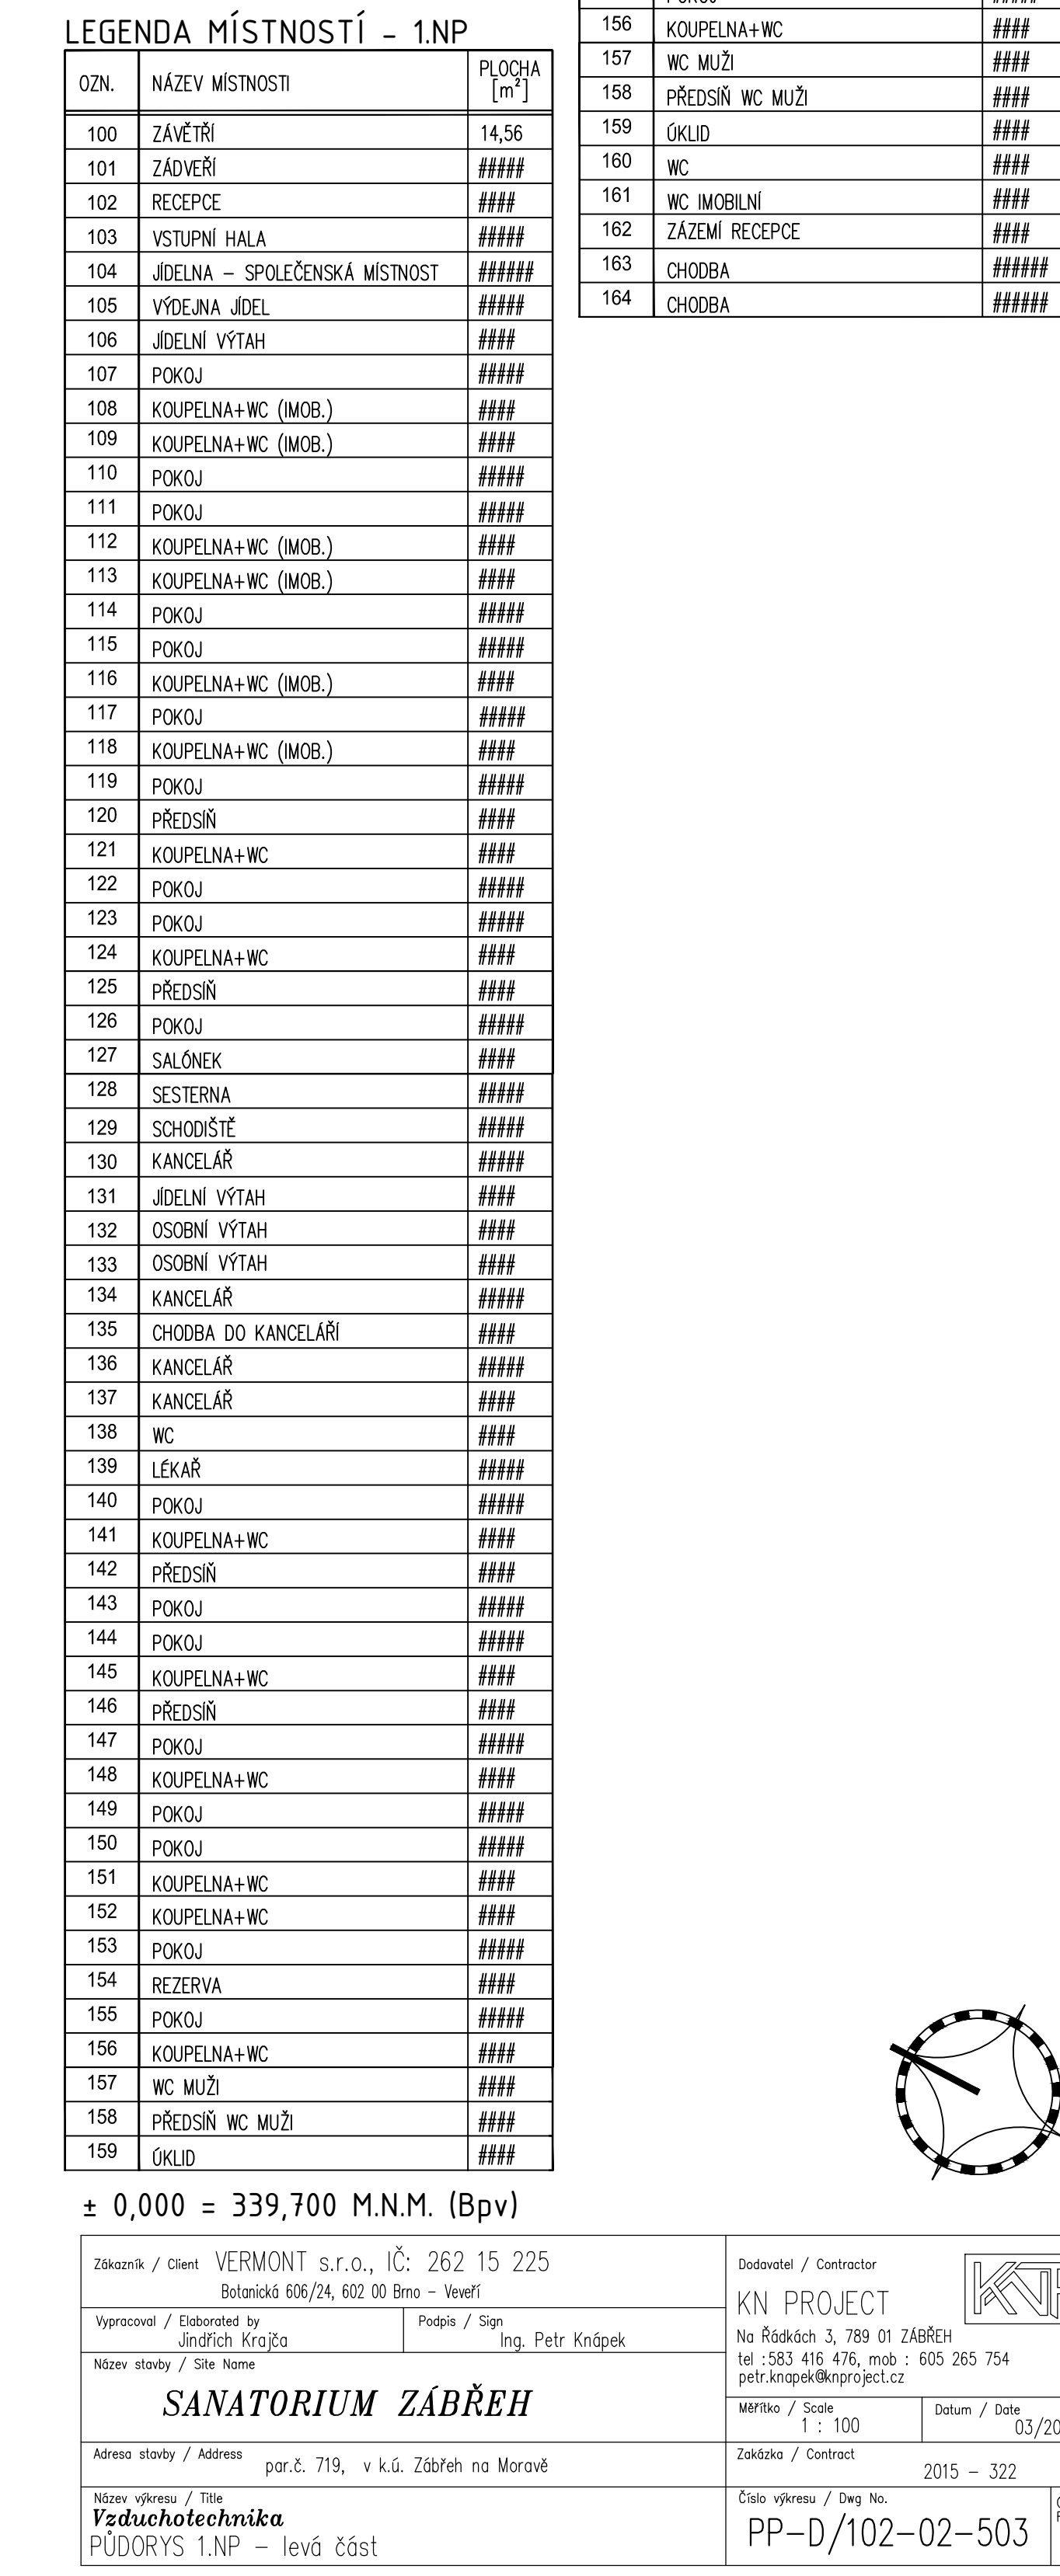 LEGENDA MÍSTNOSTÍ - 1.NP
OZN. NÁZEV MÍSTNOSTI PLOCHA [m²]
100 ZÁVĚTŘÍ 14,56
101 ZÁDVEŘÍ #####
102 RECEPCE ####
103 VSTUPNÍ HALA #####
104 JÍDELNA - SPOLEČENSKÁ MÍSTNOST ######
105 VÝDEJNA JÍDEL #####
106 JÍDELNÍ VÝTAH ####
107 POKOJ #####
108 KOUPELNA+WC (IMOB.) ####
109 KOUPELNA+WC (IMOB.) ####
110 POKOJ #####
111 POKOJ #####
112 KOUPELNA+WC (IMOB.) ####
113 KOUPELNA+WC (IMOB.) ####
114 POKOJ #####
115 POKOJ #####
116 KOUPELNA+WC (IMOB.) ####
117 POKOJ #####
118 KOUPELNA+WC (IMOB.) ####
119 POKOJ #####
120 PŘEDSÍŇ ####
121 KOUPELNA+WC ####
122 POKOJ #####
123 POKOJ #####
124 KOUPELNA+WC ####
125 PŘEDSÍŇ ####
126 POKOJ #####
127 SALÓNEK ####
128 SESTERNA #####
129 SCHODIŠTĚ #####
130 KANCELÁŘ #####
131 JÍDELNÍ VÝTAH ####
132 OSOBNÍ VÝTAH ####
133 OSOBNÍ VÝTAH ####
134 KANCELÁŘ #####
135 CHODBA DO KANCELÁŘÍ ####
136 KANCELÁŘ #####
137 KANCELÁŘ ####
138 WC ####
139 LÉKAŘ #####
140 POKOJ #####
141 KOUPELNA+WC ####
142 PŘEDSÍŇ ####
143 POKOJ #####
144 POKOJ #####
145 KOUPELNA+WC ####
146 PŘEDSÍŇ ####
147 POKOJ #####
148 KOUPELNA+WC ####
149 POKOJ #####
150 POKOJ #####
151 KOUPELNA+WC ####
152 KOUPELNA+WC ####
153 POKOJ #####
154 REZERVA ####
155 POKOJ #####
156 KOUPELNA+WC ####
157 WC MUŽI ####
158 PŘEDSÍŇ WC MUŽI ####
159 ÚKLID ####
156 KOUPELNA+WC ####
157 WC MUŽI ####
158 PŘEDSÍŇ WC MUŽI ####
159 ÚKLID ####
160 WC ####
161 WC IMOBILNÍ ####
162 ZÁZEMÍ RECEPCE ####
163 CHODBA ######
164 CHODBA ######
± 0,000 = 339,700 M.N.M. (Bpv)
Zákazník / Client VERMONT s.r.o., IČ: 262 15 225
Botanická 606/24, 602 00 Brno - Veveří
Vypracoval / Elaborated by
Jindřich Krajča
Podpis / Sign
Ing. Petr Knápek
Název stavby / Site Name
SANATORIUM ZÁBŘEH
Adresa stavby / Address par.č. 719, v k.ú. Zábřeh na Moravě
Název výkresu / Title
Vzduchotechnika
PŮDORYS 1.NP - levá část
Dodavatel / Contractor
KN PROJECT
Na Řádkách 3, 789 01 ZÁBŘEH
tel :583 416 476, mob : 605 265 754
petr.knapek@knproject.cz
Měřítko / Scale
1 : 100
Datum / Date
03/20
Zakázka / Contract
2015 - 322
Číslo výkresu / Dwg No.
PP-D/102-02-503